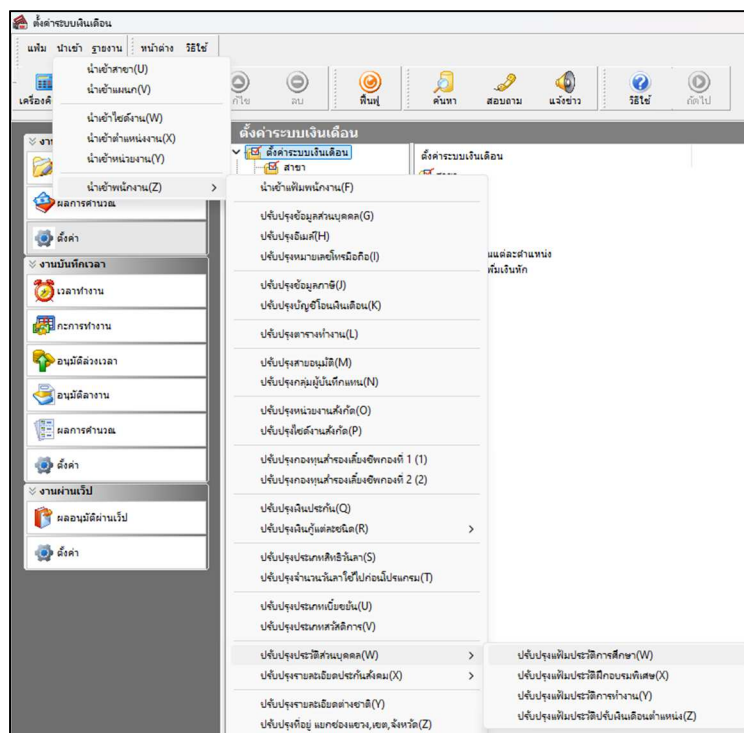 ตั้งค่าระบบเงินเดือน
แฟ้ม นำเข้า ฐายงาน หน้าต่าง วิธีใช้
นำเข้าสาขา(U)
นำเข้าแผนก(V)
นำเข้าไซต์งาน(W)
นำเข้าตำแหน่งงาน(X)
นำเข้าหน่วยงาน(Y)
นำเข้าพนักงาน(Z)
ลบ ฟื้นฟู ค้นหา สอบถาม แจ้งข่าว วิธีใช้ ถัดไป
ตั้งค่าระบบเงินเดือน
ตั้งค่าระบบเงินเดือน
สาขา
ตั้งค่าระบบเงินเดือน
ผลการคำนวณ
ตั้งค่า
งานบันทึกเวลา
เวลาทำงาน
กะการทำงาน
อนุมัติล่วงเวลา
อนุมัติลางาน
ผลการคำนวณ
ตั้งค่า
งานผ่านเว็ป
ผลอนุมัติผ่านเว็ป
ตั้งค่า
นำเข้าแฟ้มพนักงาน(F)
ปรับปรุงข้อมูลส่วนบุคคล(G)
ปรับปรุงอีเมล์(H)
ปรับปรุงหมายเลขโทรมือถือ(I)
ปรับปรุงข้อมูลภาษี(J)
ปรับปรุงบัญชีโอนเงินเดือน(K)
ปรับปรุงตารางทำงาน(L)
ปรับปรุงสายอนุมัติ(M)
ปรับปรุงกลุ่มผู้บันทึกแทน(N)
ปรับปรุงหน่วยงานสังกัด(O)
ปรับปรุงไซต์งานสังกัด(P)
ปรับปรุงกองทุนสำรองเลี้ยงชีพกองที่ 1 (1)
ปรับปรุงกองทุนสำรองเลี้ยงชีพกองที่ 2 (2)
ปรับปรุงเงินประกัน(Q)
ปรับปรุงเงินกู้แต่ละชนิด(R)
ปรับปรุงประเภทสิทธิวันลา(S)
ปรับปรุงจำนวนวันลาใช้ไปก่อนโปรแกรม(T)
ปรับปรุงประเภทเบี้ยขยัน(U)
ปรับปรุงประเภทสวัสดิการ(V)
ปรับปรุงประวัติส่วนบุคคล(W)
ปรับปรุงรายละเอียดประกันสังคม(X)
ปรับปรุงรายละเอียดต่างชาติ(Y)
ปรับปรุงที่อยู่ แยกช่องแขวง,เขต,จังหวัด(Z)
ปรับปรุงแฟ้มประวัติการศึกษา(W)
ปรับปรุงแฟ้มประวัติฝึกอบรมพิเศษ(X)
ปรับปรุงแฟ้มประวัติการทำงาน(Y)
ปรับปรุงแฟ้มประวัติปรับเงินเดือนตำแหน่ง(Z)